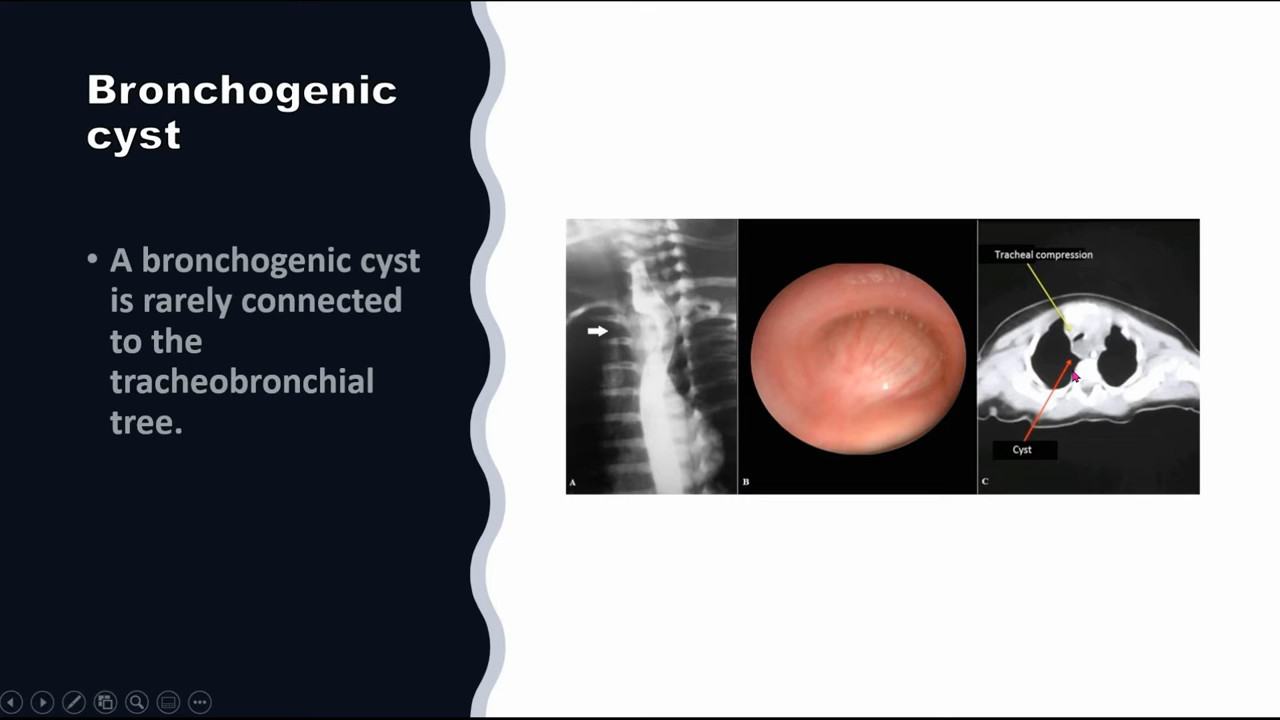 Bronchogenic
cyst
• A bronchogenic cyst
is rarely connected
to the
tracheobronchial
tree.
A
B
Tracheal compression
Cyst
C